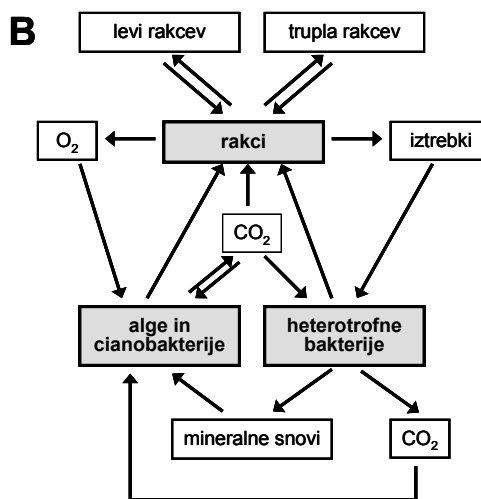 B
levi rakcev
trupla rakcev
O₂
rakci
iztrebki
CO₂
alge in
cianobakterije
heterotrofne
bakterije
mineralne snovi
CO₂